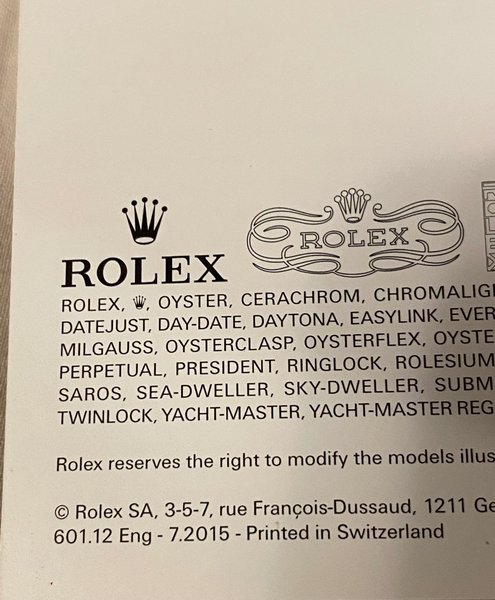 ROLEX
ROLEX
ROLEX, , OYSTER, CERACHROM, CHROMALIG
DATEJUST, DAY-DATE, DAYTONA, EASYLINK, EVER
MILGAUSS, OYSTERCLASP, OYSTERFLEX, OYSTE
PERPETUAL, PRESIDENT, RINGLOCK, ROLESIUM
SAROS, SEA-DWELLER, SKY-DWELLER, SUBM
TWINLOCK, YACHT-MASTER, YACHT-MASTER REG
Rolex reserves the right to modify the models illus
© Rolex SA, 3-5-7, rue François-Dussaud, 1211 Ge
601.12 Eng - 7.2015 - Printed in Switzerland